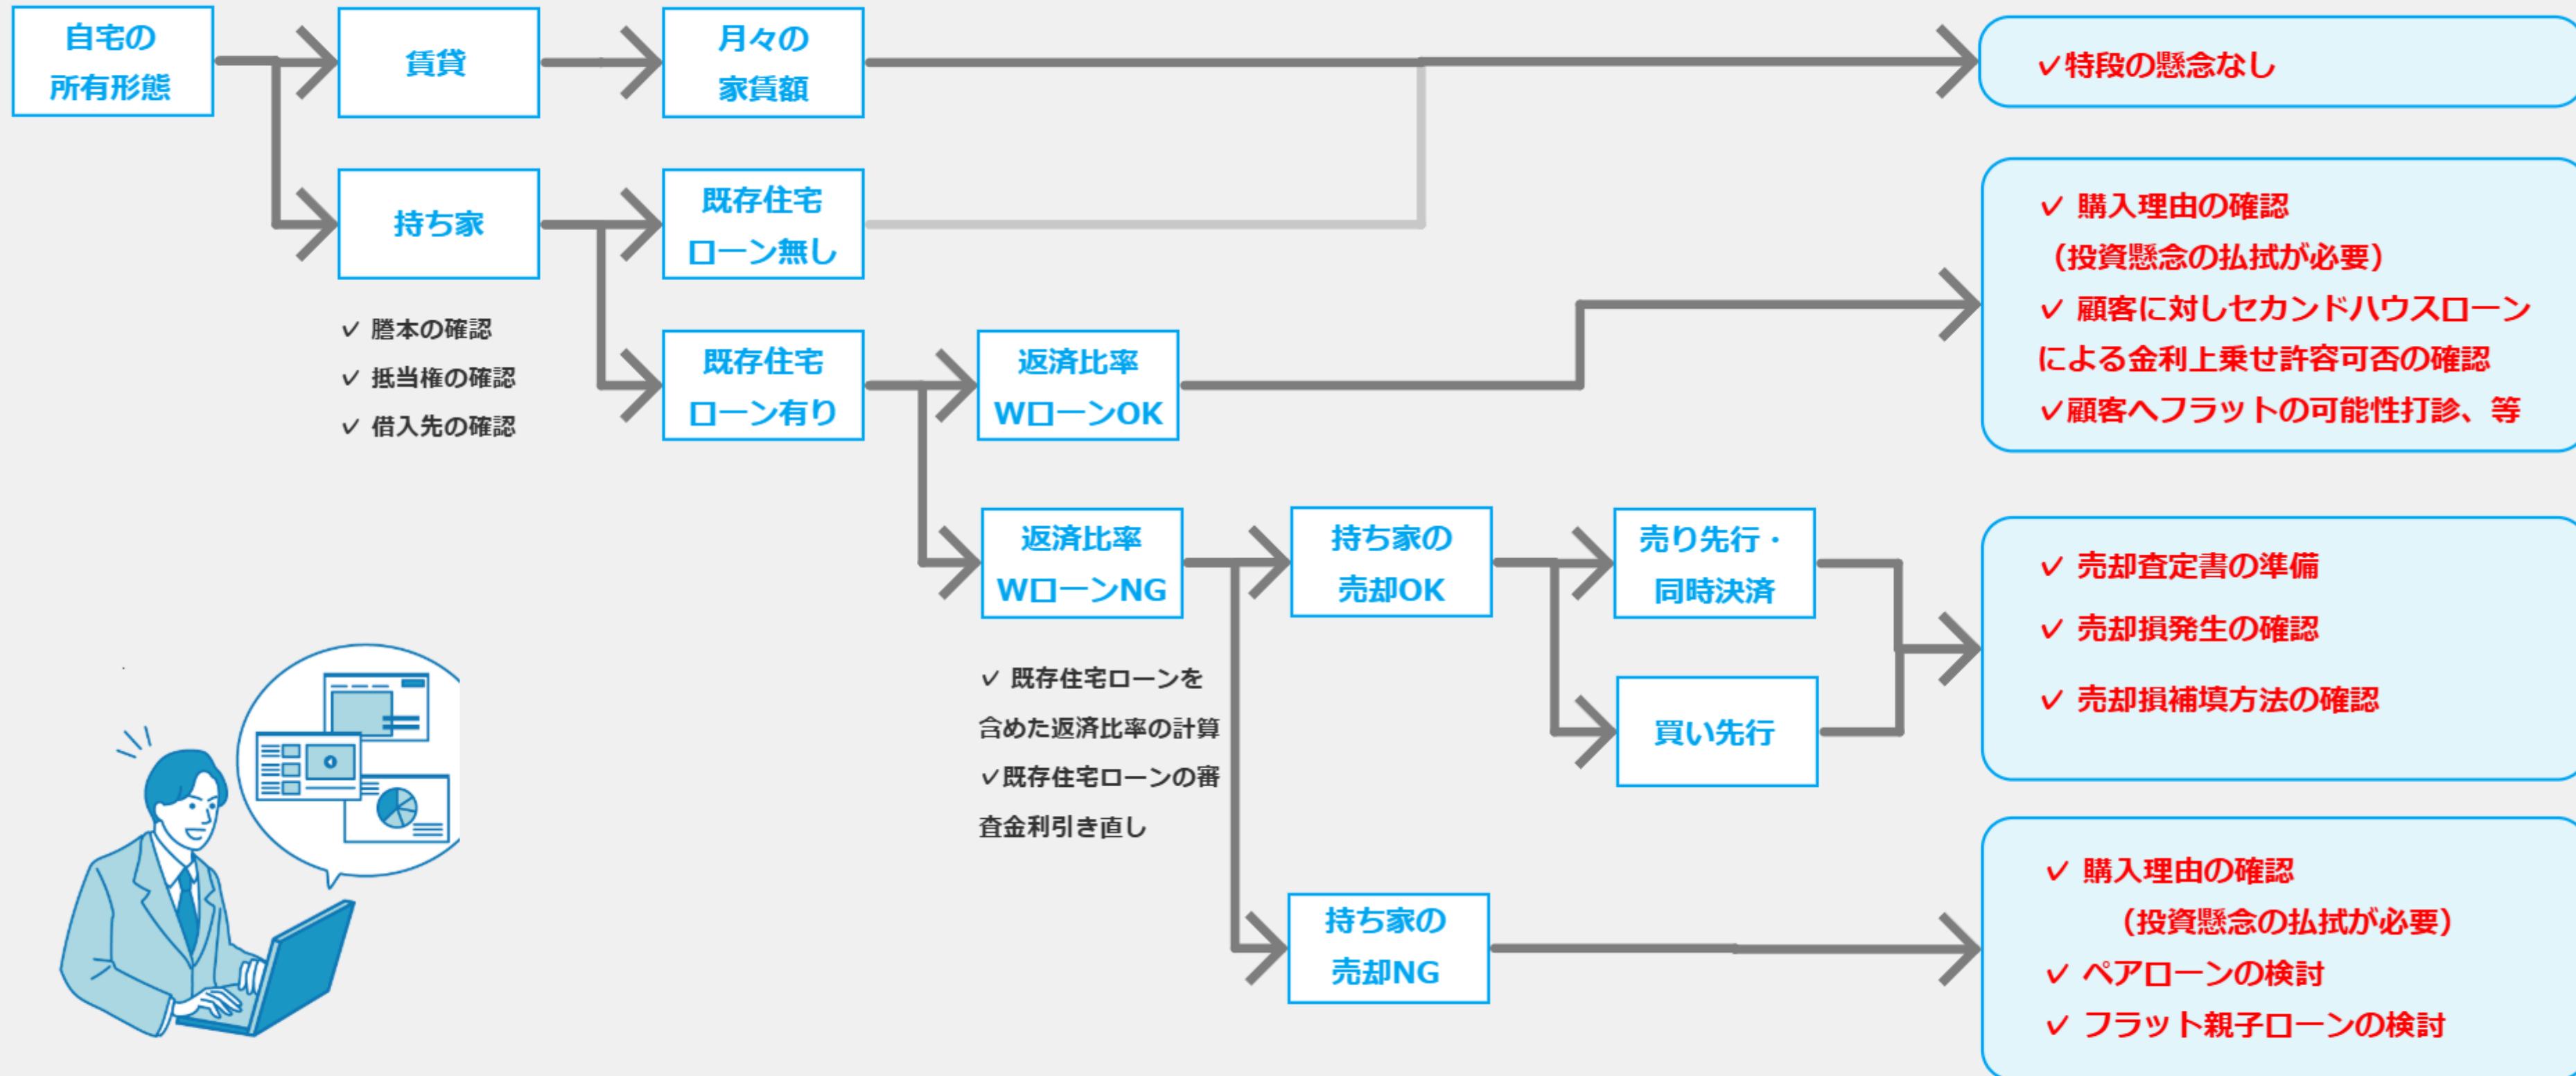 自宅の
所有形態
賃貸
月々の
家賃額
✓特段の懸念なし
持ち家
既存住宅
ローン無し
✓ 謄本の確認
✓ 抵当権の確認
✓ 借入先の確認
既存住宅
ローン有り
返済比率
WローンOK
✓ 購入理由の確認
（投資懸念の払拭が必要）
✓ 顧客に対しセカンドハウスローン
による金利上乗せ許容可否の確認
✓顧客へフラットの可能性打診、等
返済比率
WローンNG
✓ 既存住宅ローンを
含めた返済比率の計算
✓既存住宅ローンの審
査金利引き直し
持ち家の
売却OK
売り先行・
同時決済
買い先行
✓ 売却査定書の準備
✓ 売却損発生の確認
✓ 売却損補填方法の確認
持ち家の
売却NG
✓ 購入理由の確認
（投資懸念の払拭が必要）
✓ ペアローンの検討
✓ フラット親子ローンの検討